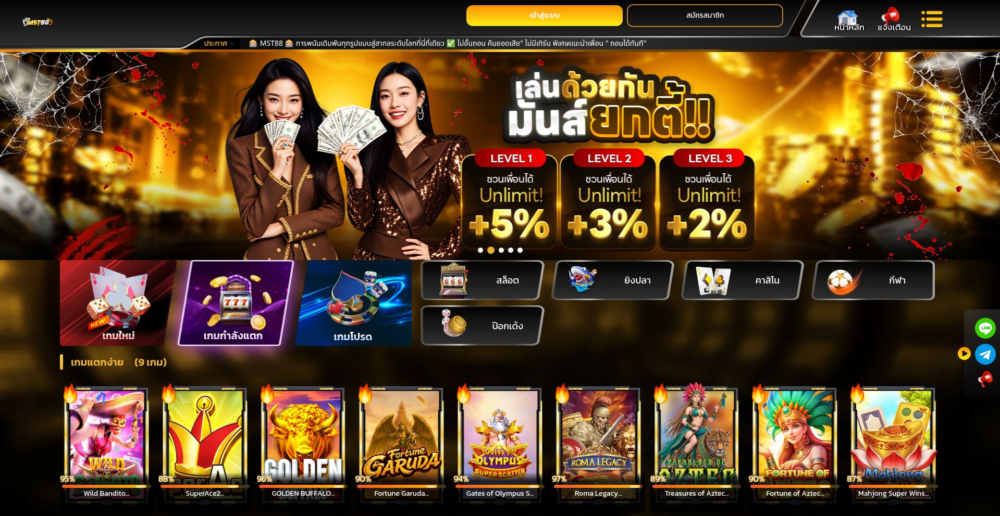 MST88
เข้าสู่ระบบ
สมัครสมาชิก
หน้าหลัก
แจ้งเตือน
ประกาศ :
🎰 MST88 🎰 การพนันเดิมพันทุกรูปแบบสู่สากลระดับโลกที่นี่ที่เดียว ✅ ไม่อั้นถอน คืนยอดเสีย" ไม่มีเทิร์น พิเศษแนะนำเพื่อน " ถอนได้ทันที"
เล่นด้วยกัน
มันส์ยกตี้!!
LEVEL 1
ชวนเพื่อนได้
Unlimit!
+5%
LEVEL 2
ชวนเพื่อนได้
Unlimit!
+3%
LEVEL 3
ชวนเพื่อนได้
Unlimit!
+2%
NEW
เกมใหม่
JACKPOT
777
เกมกำลังแตก
เกมโปรด
666
สล็อต
ยิงปลา
คาสิโน
กีฬา
ป๊อกเด้ง
LINE
เกมแตกง่าย (9 เกม)
WILD
BANDITO
95%
Wild Bandito...
88%
SuperAce2...
GOLDEN
BUFFALO
96%
GOLDEN BUFFALO...
Fortune
GARUDA
90%
Fortune Garuda...
Gates of
OLYMPUS
SUPER SCATTER
94%
Gates of Olympus S...
ROMA LEGACY
97%
Roma Legacy...
TREASURES OF
AZTEC
89%
Treasures of Aztec...
FORTUNE OF
90%
Fortune of Aztec...
Mahjong
87%
Mahjong Super Wins...